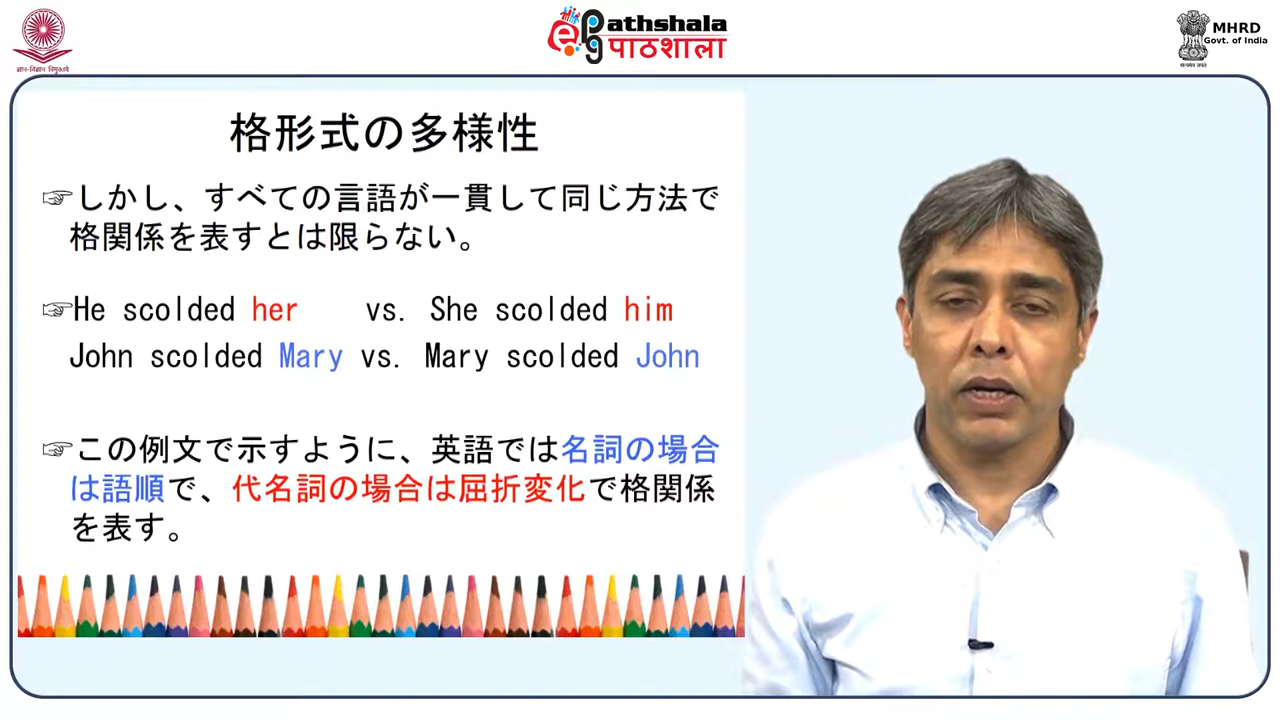 ज्ञान-विज्ञान विमुक्तये
ePathshala
पाठशाला
MHRD
Govt. of India
सत्यमेव जयते
格形式の多様性
☞しかし、すべての言語が一貫して同じ方法で
格関係を表すとは限らない。
☞He scolded her vs. She scolded him
John scolded Mary vs. Mary scolded John
☞この例文で示すように、英語では名詞の場合
は語順で、代名詞の場合は屈折変化で格関係
を表す。